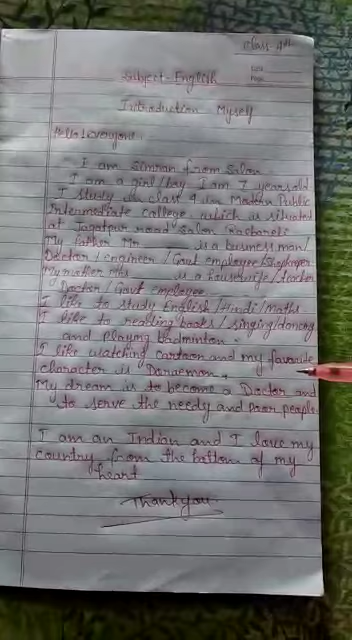 Class-4th
Date
Page
Subject-English
Introduction Myself
Hello! everyone!
I am Simran from Salon
I am a girl/boy I am 7 years old
I study in class 4 in Modern Public
Intermediate college which is situated
at Jagatpur road Salon Raebareli
My father Mr. ___ is a business man/
Doctor/engineer/Govt employee/
My mother Mrs ___ is a housewife/teacher
Doctor/Govt employee
I like to study English/Hindi/maths
I like to reading books/singing/dancing
and playing badminton.
I like watching cartoon and my favourite
character is Doraemon.
My dream is to become a Doctor and
to serve the needy and poor people
I am an Indian and I love my
country from the bottom of my
heart
Thankyou